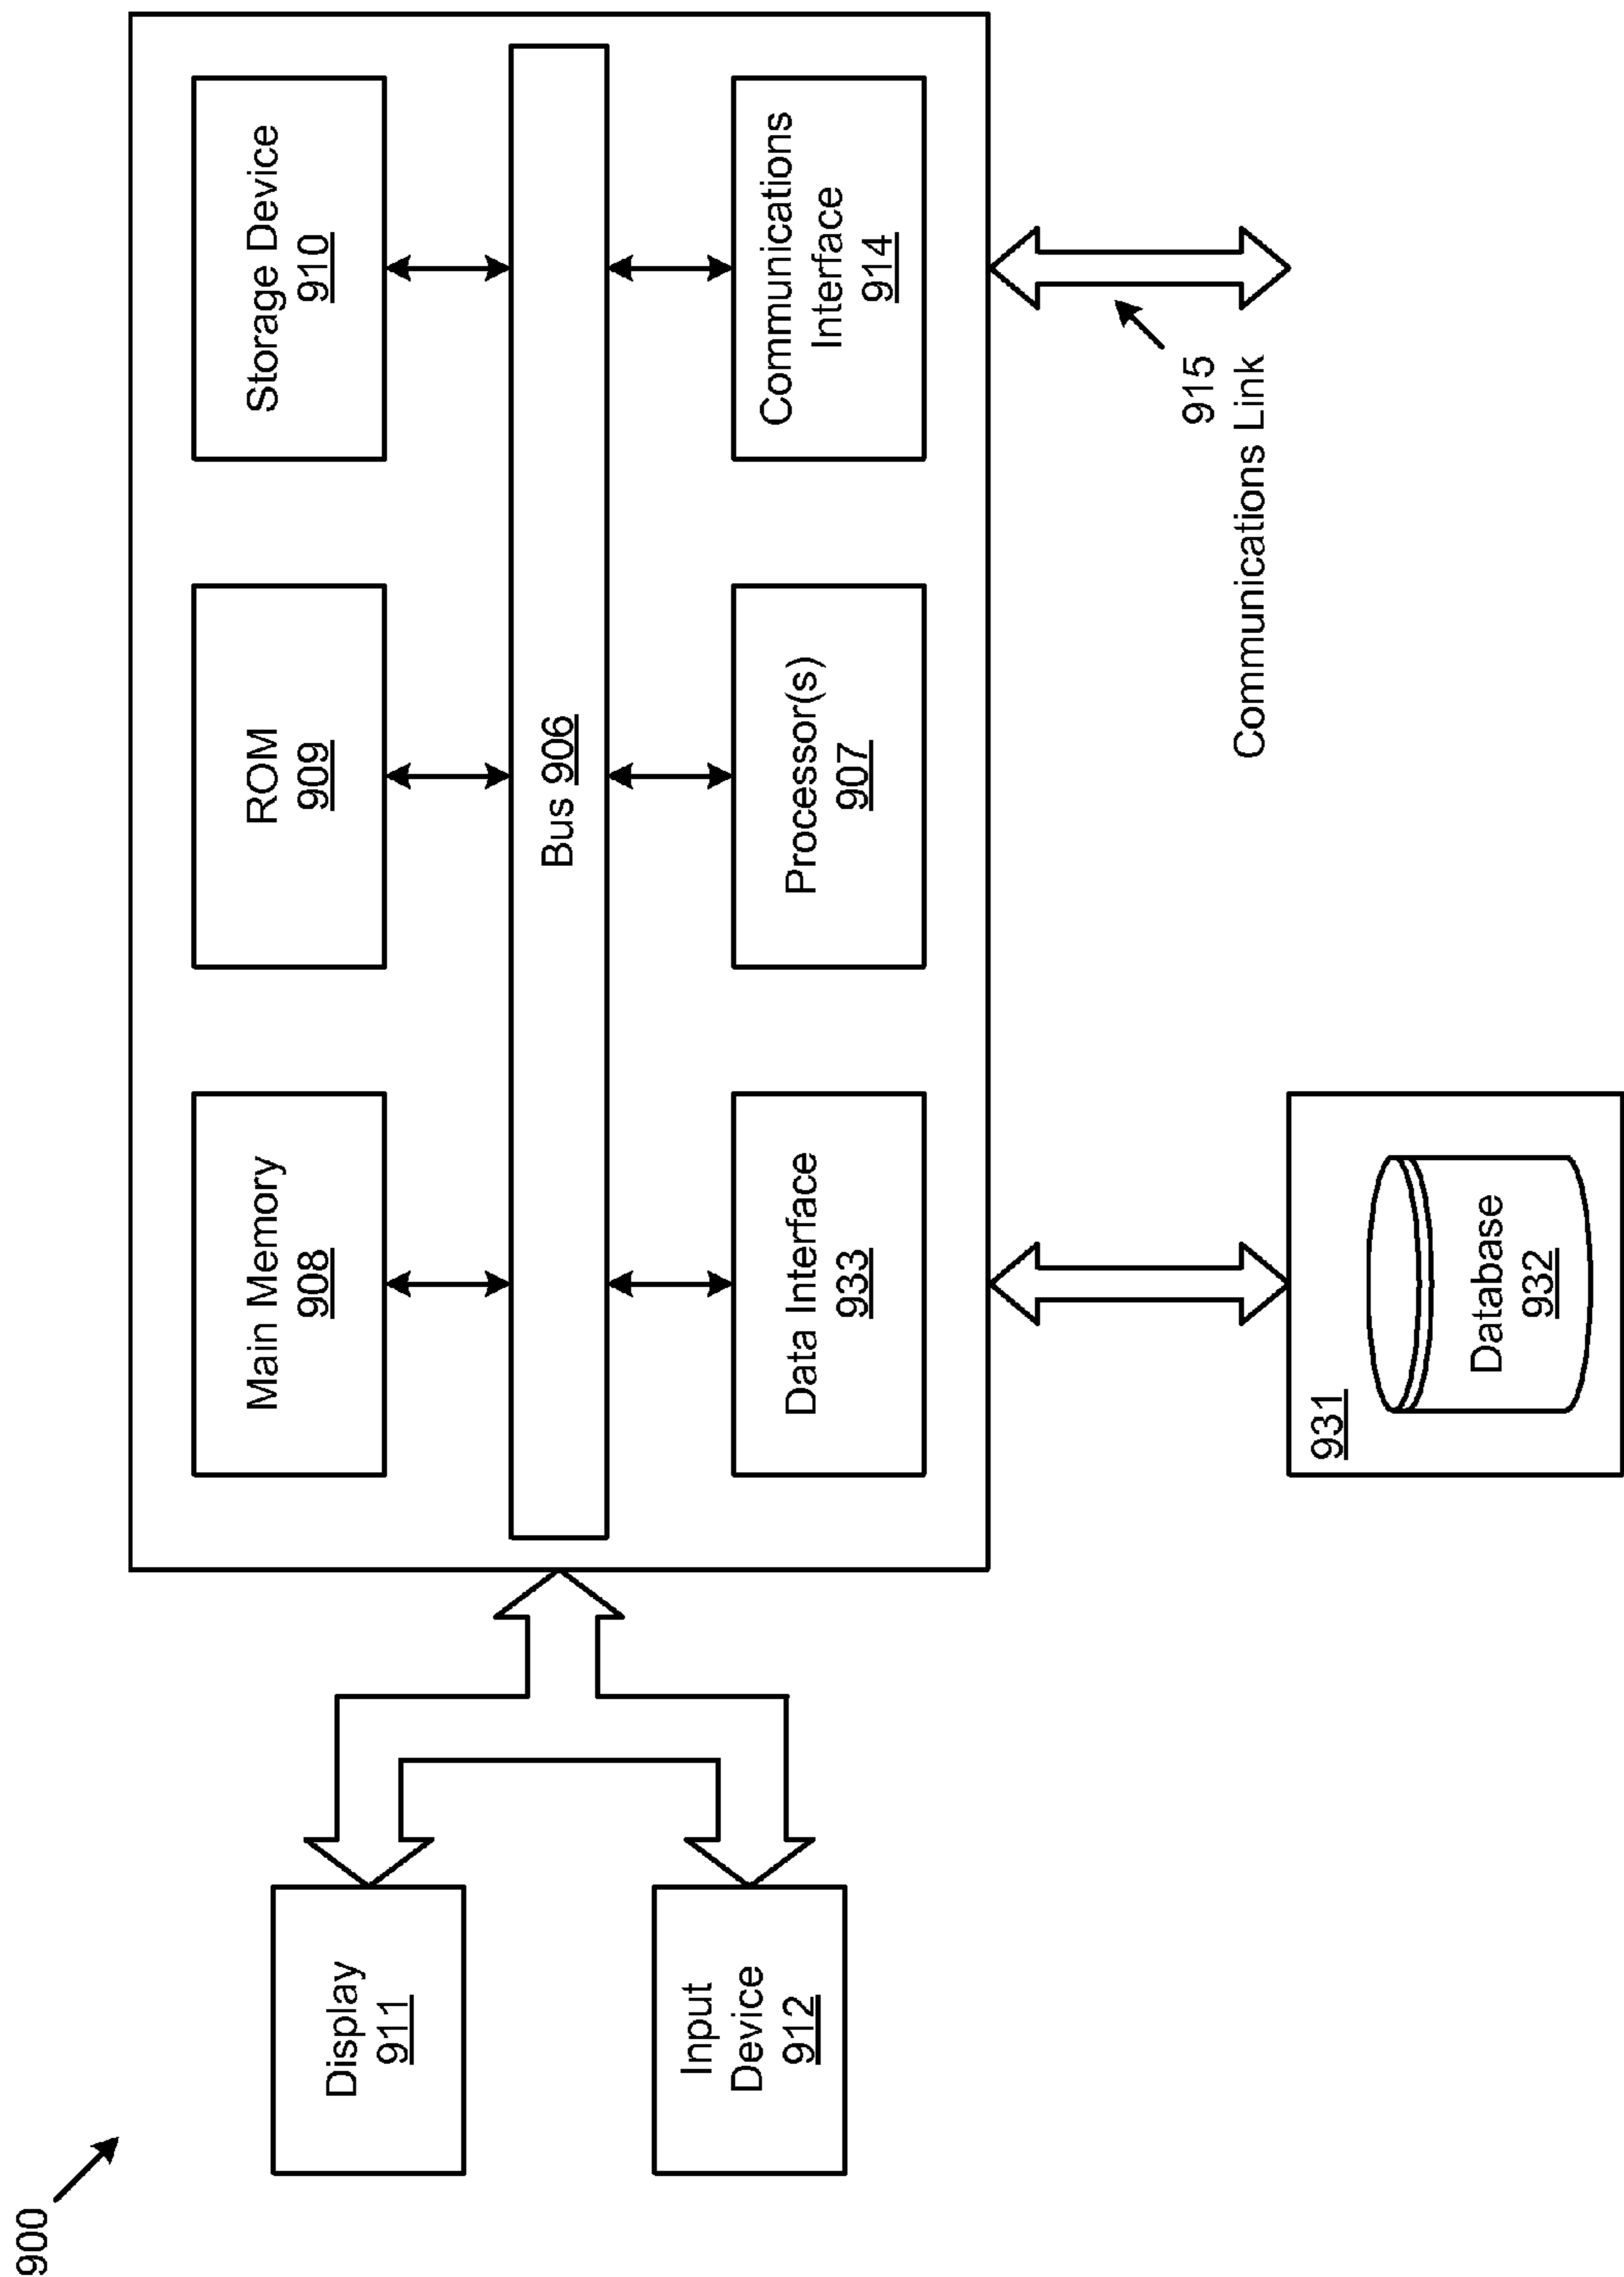 900
Main Memory
908
ROM
909
Storage Device
910
Display
911
Bus 906
Input
Device
912
Data Interface
933
Processor(s)
907
Communications
Interface
914
915
Communications Link
931
Database
932